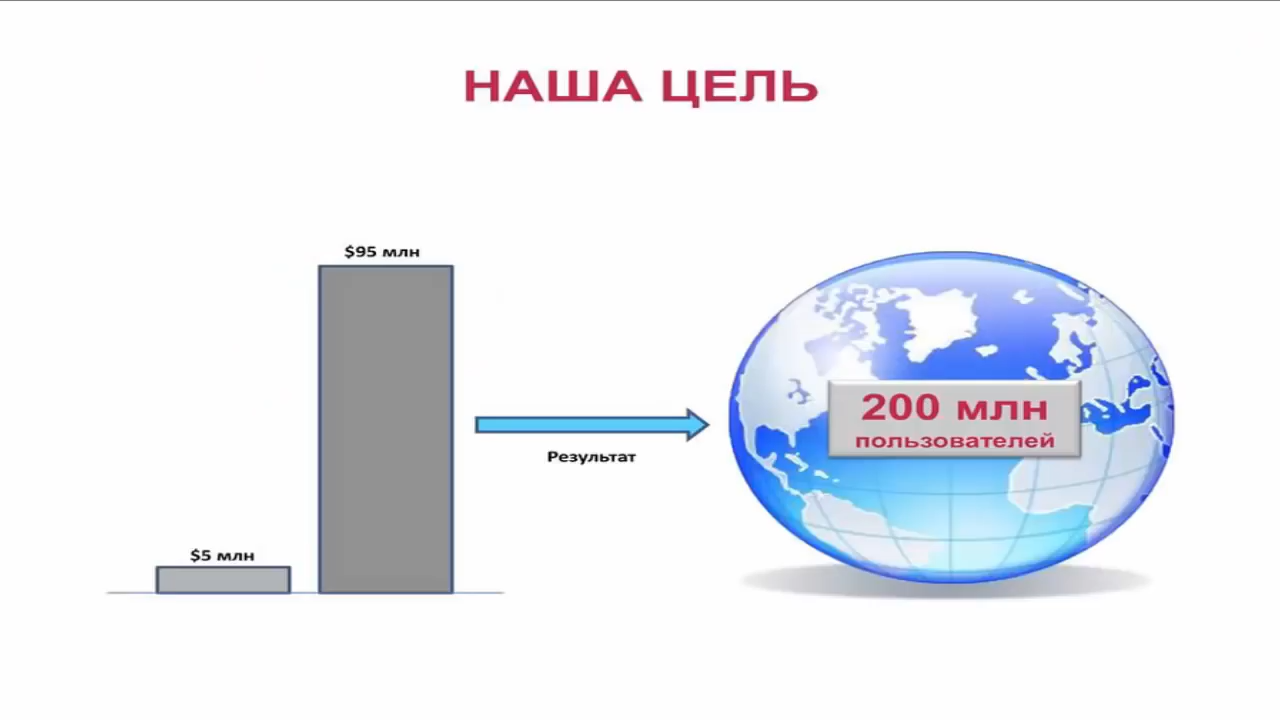 НАША ЦЕЛЬ
$95 млн
$5 млн
Результат
200 млн
пользователей